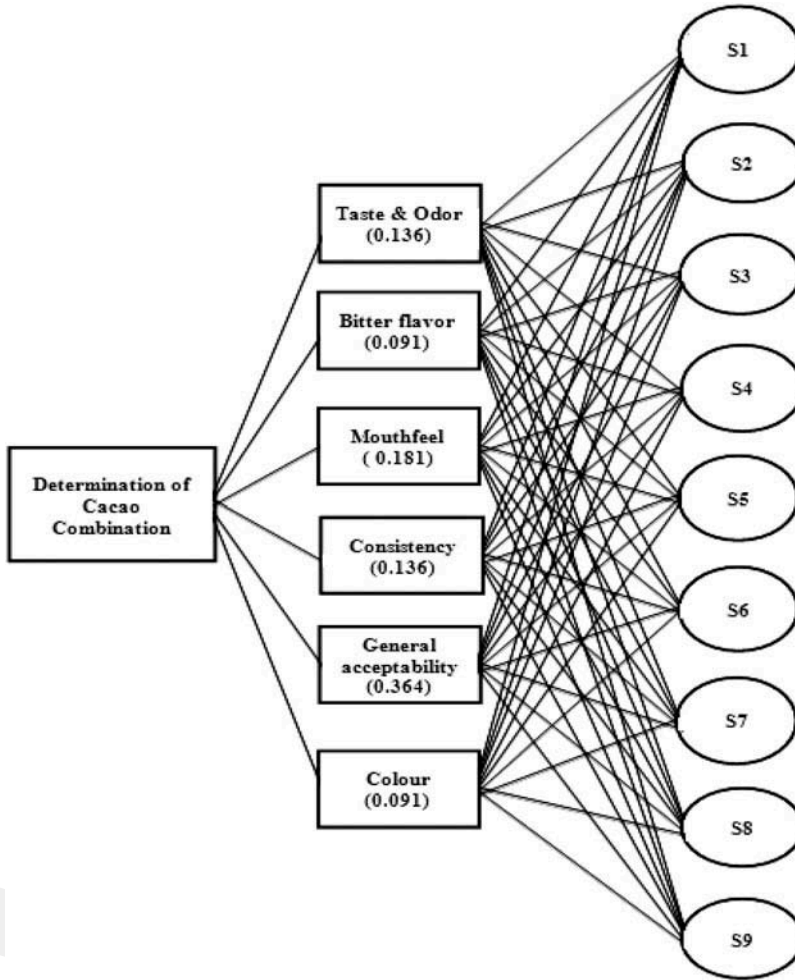 Determination of
Cacao
Combination
Taste & Odor
(0.136)
Bitter flavor
(0.091)
Mouthfeel
( 0.181)
Consistency
(0.136)
General
acceptability
(0.364)
Colour
(0.091)
S1
S2
S3
S4
S5
S6
S7
S8
S9